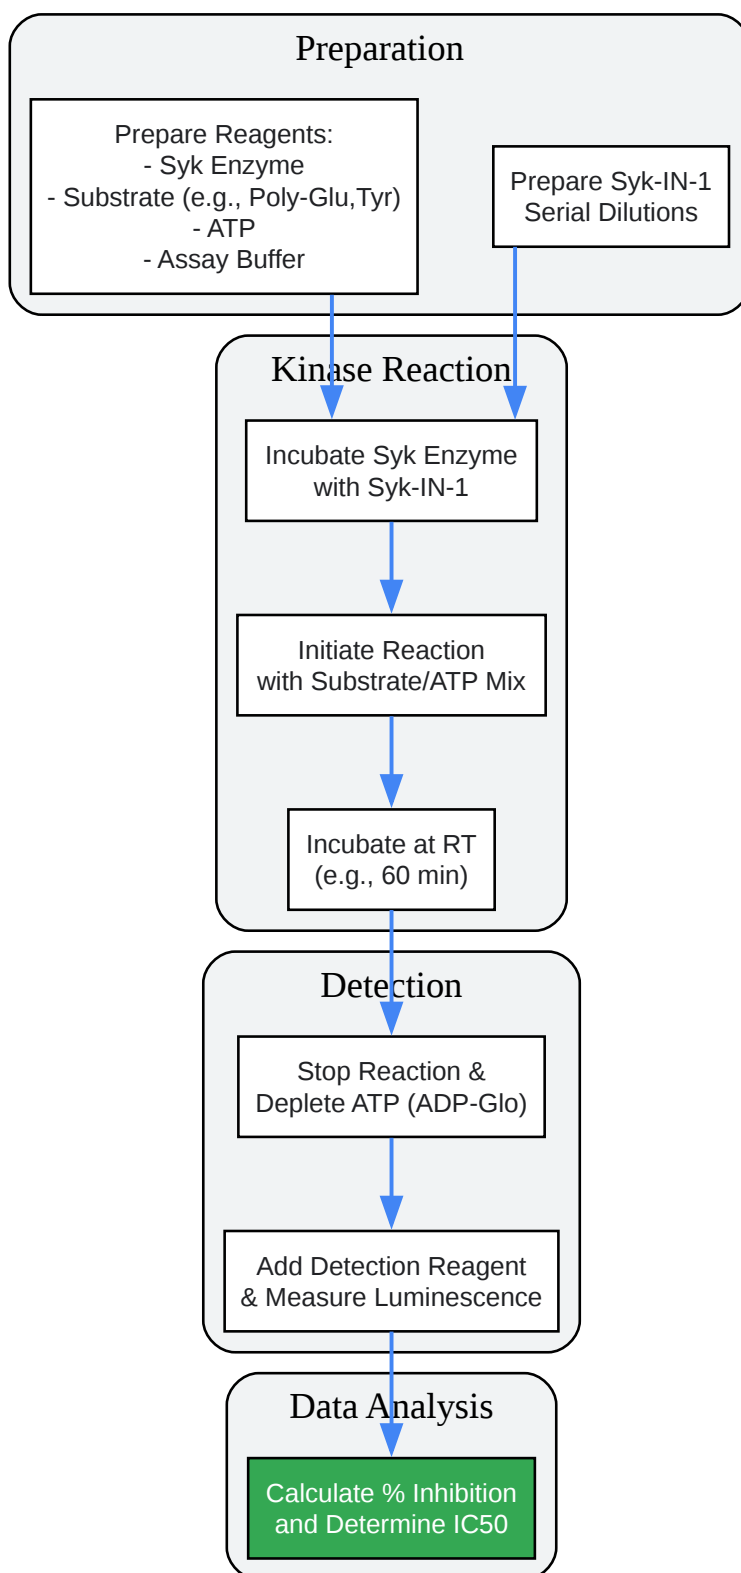 Preparation
Prepare Reagents:
- Syk Enzyme
- Substrate (e.g., Poly-Glu,Tyr)
- ATP
- Assay Buffer
Prepare Syk-IN-1
Serial Dilutions
Kinase Reaction
Incubate Syk Enzyme
with Syk-IN-1
Initiate Reaction
with Substrate/ATP Mix
Incubate at RT
(e.g., 60 min)
Detection
Stop Reaction &
Deplete ATP (ADP-Glo)
Add Detection Reagent
& Measure Luminescence
Data Analysis
Calculate % Inhibition
and Determine IC50